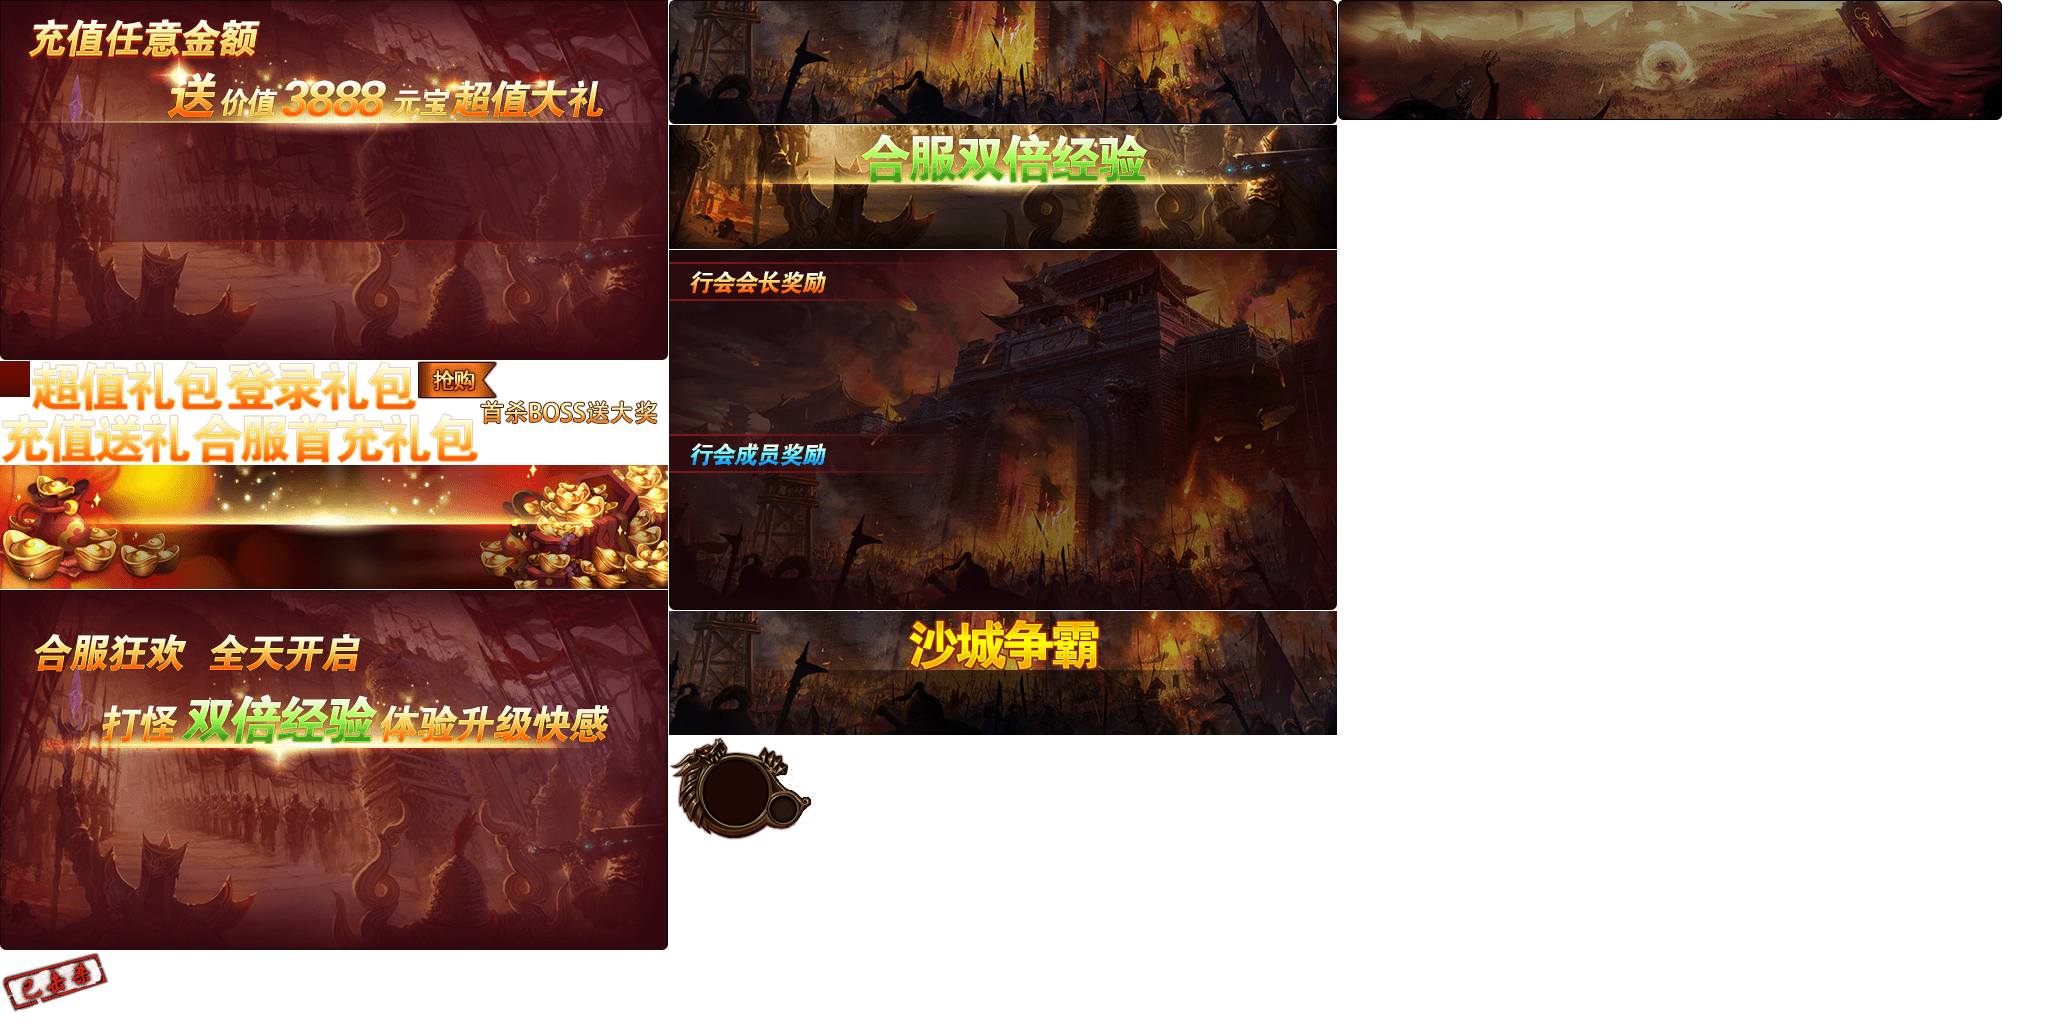 充值任意金额
送价值3888元宝超值大礼
超值礼包
登录礼包
抢购
首杀BOSS送大奖
充值送礼
合服首充礼包
合服狂欢 全天开启
打怪双倍经验体验升级快感
已击杀
合服双倍经验
行会会长奖励
行会成员奖励
沙城争霸